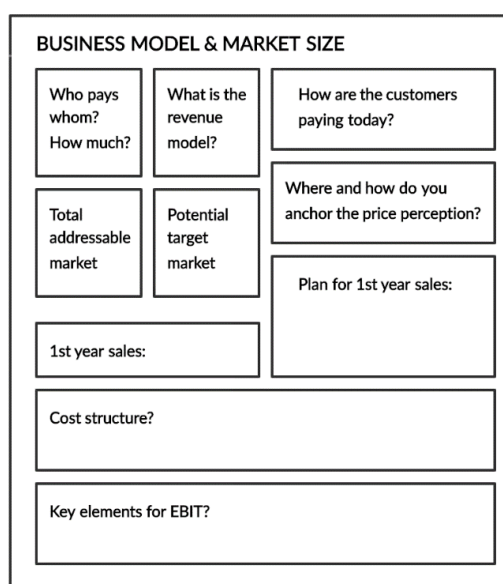 BUSINESS MODEL & MARKET SIZE
Who pays
whom?
How much?
What is the
revenue
model?
How are the customers
paying today?
Where and how do you
anchor the price perception?
Total
addressable
market
Potential
target
market
Plan for 1st year sales:
1st year sales:
Cost structure?
Key elements for EBIT?